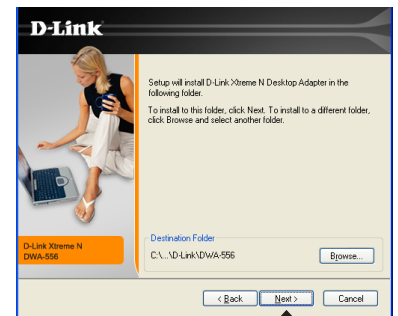 D-Link
Setup will install D-Link Xtreme N Desktop Adapter in the
following folder.
To install to this folder, click Next. To install to a different folder,
click Browse and select another folder.
D-Link Xtreme N
DWA-556
Destination Folder
C:\...\D-Link\DWA-556
Browse...
< Back
Next >
Cancel